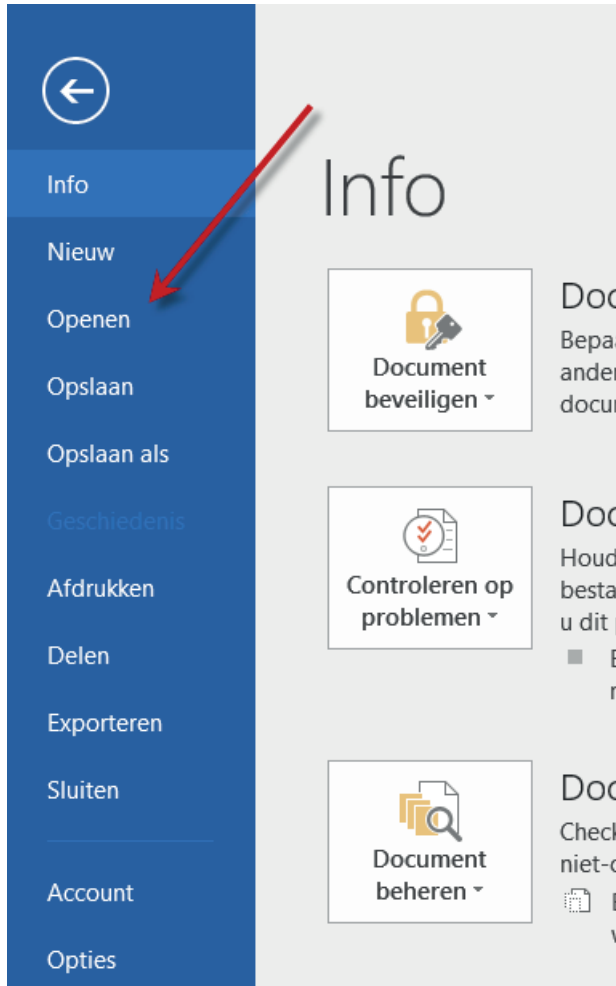 Info
Nieuw
Openen
Opslaan
Opslaan als
Geschiedenis
Afdrukken
Delen
Exporteren
Sluiten
Account
Opties
Info
Document
beveiligen
Controleren op
problemen
Document
beheren
u dit